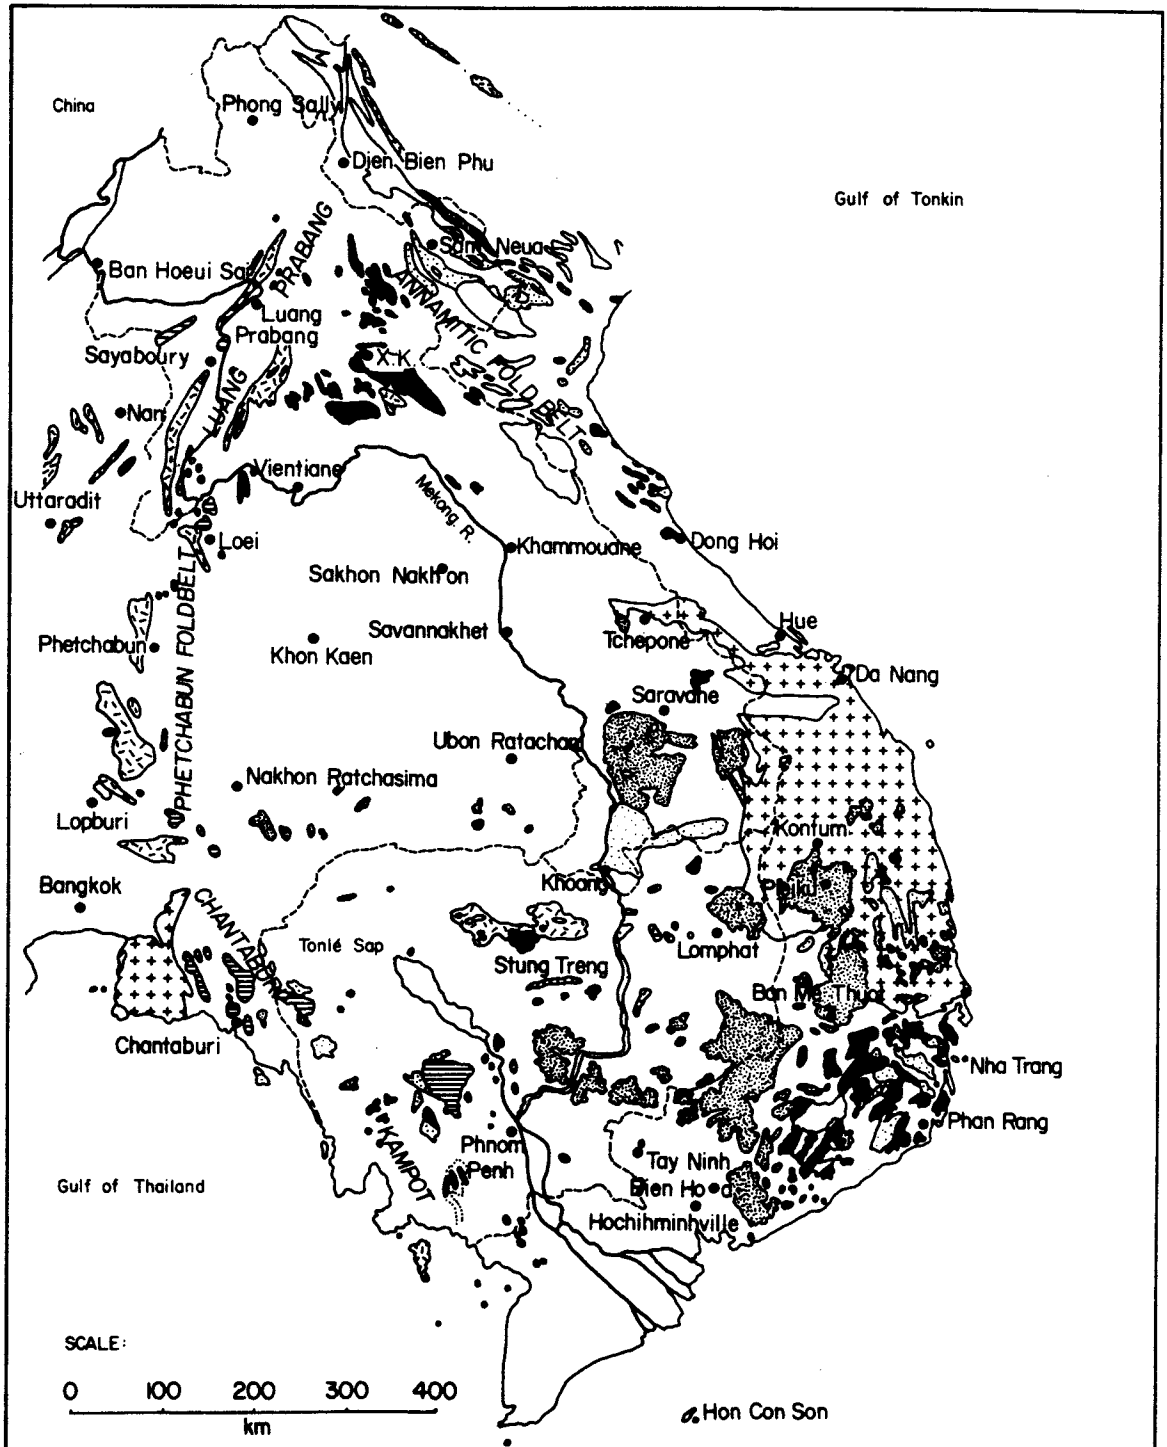 China
Phong Sally
Dien Bien Phu
Gulf of Tonkin
Sam Neua
Ban Hoeui Sai
LUANG PRABANG
Luang
Prabang
ANNAMITIC FOLD BELT
Sayaboury
X-K
Nan
Vientiane
Mekong. R.
Uttaradit
Loei
Khammouane
Dong Hoi
Sakhon Nakhon
PHETCHABUN FOLDBELT
Savannakhet
Tchepone
Hue
Phetchabun
Khon Kaen
Da Nang
Saravane
Ubon Ratachani
Nakhon Ratchasima
Lopburi
Kontum
Bangkok
Khoang
Pleiku
CHANTABURI
Tonlé Sap
Lomphat
Stung Treng
Ban Me Thuot
Chantaburi
Nha Trang
Phan Rang
KAMPOT
Phnom
Penh
Tay Ninh
Gulf of Thailand
Bien Hoa
Hochihminhville
SCALE:
0 100 200 300 400
km
Hon Con Son